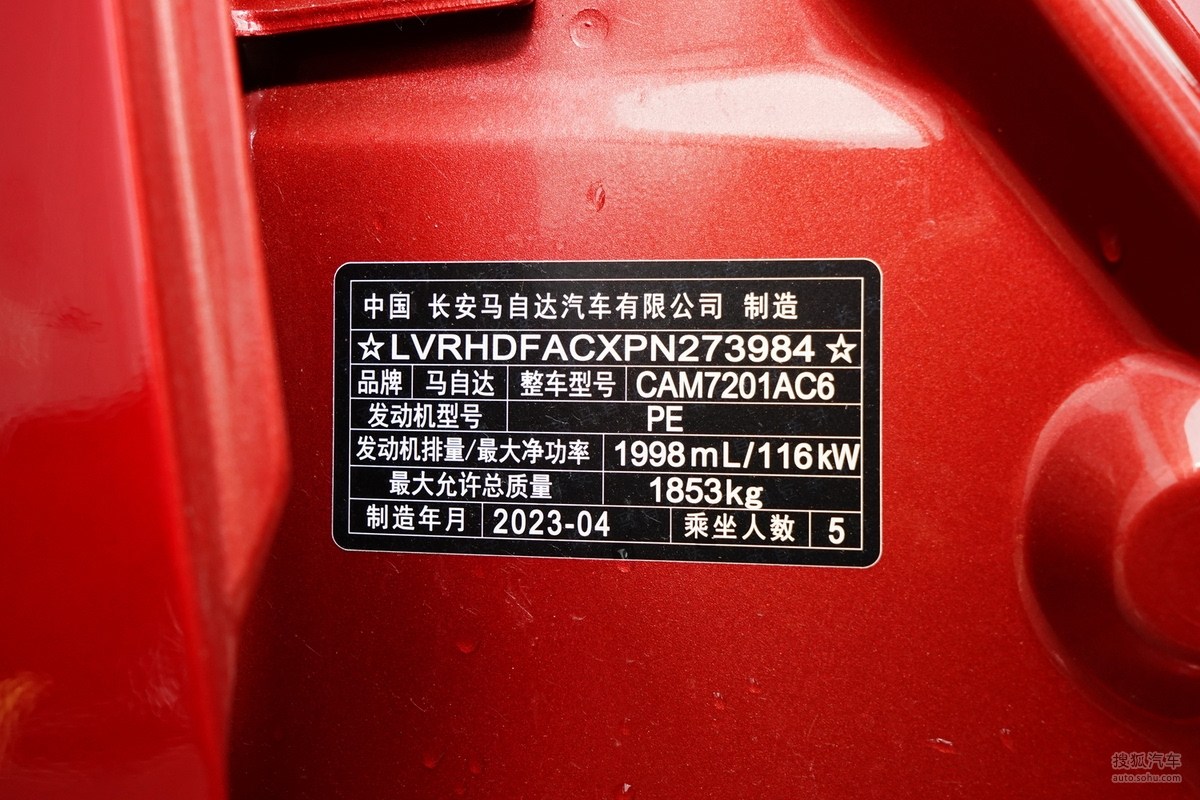 中国 长安马自达汽车有限公司 制造
☆LVRHDFACXPN273984☆
品牌 马自达 整车型号 CAM7201AC6
发动机型号 PE
发动机排量/最大净功率 1998mL/116kW
最大允许总质量 1853kg
制造年月 2023-04 乘坐人数 5
搜狐汽车
auto.sohu.com